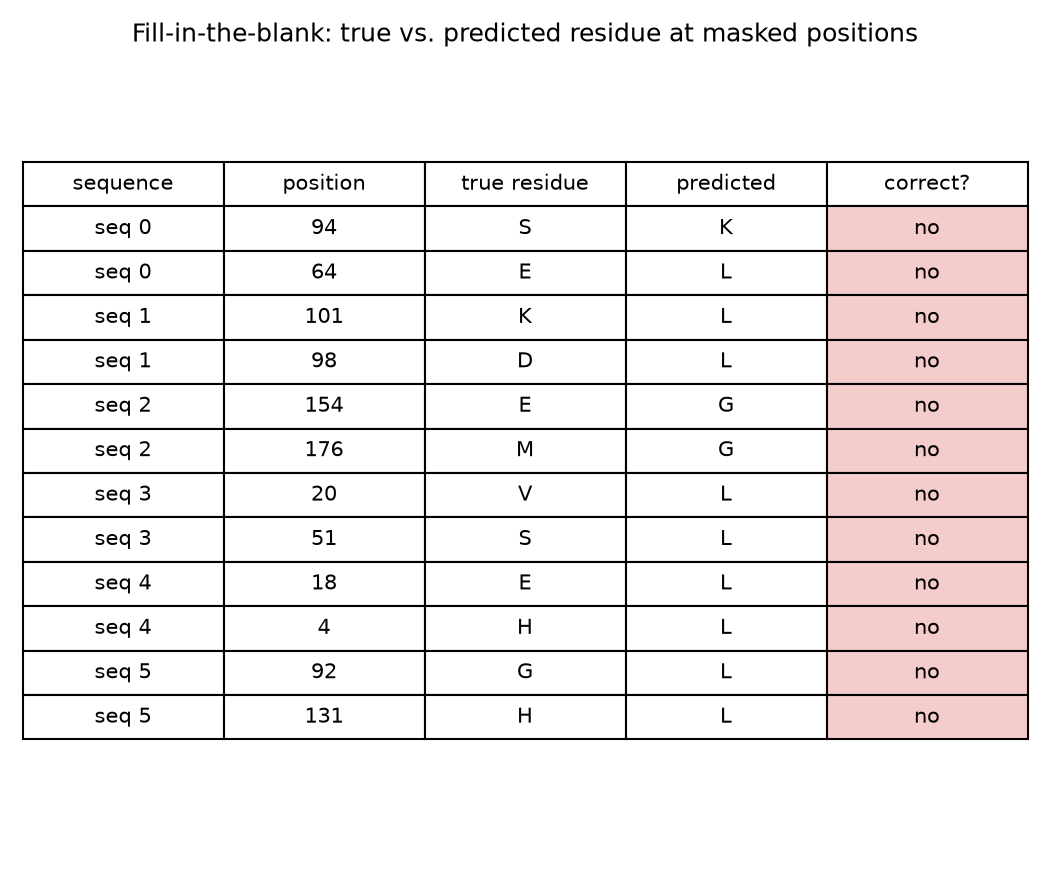 Fill-in-the-blank: true vs. predicted residue at masked positions
sequence position true residue predicted correct?
seq 0 94 S K no
seq 0 64 E L no
seq 1 101 K L no
seq 1 98 D L no
seq 2 154 E G no
seq 2 176 M G no
seq 3 20 V L no
seq 3 51 S L no
seq 4 18 E L no
seq 4 4 H L no
seq 5 92 G L no
seq 5 131 H L no